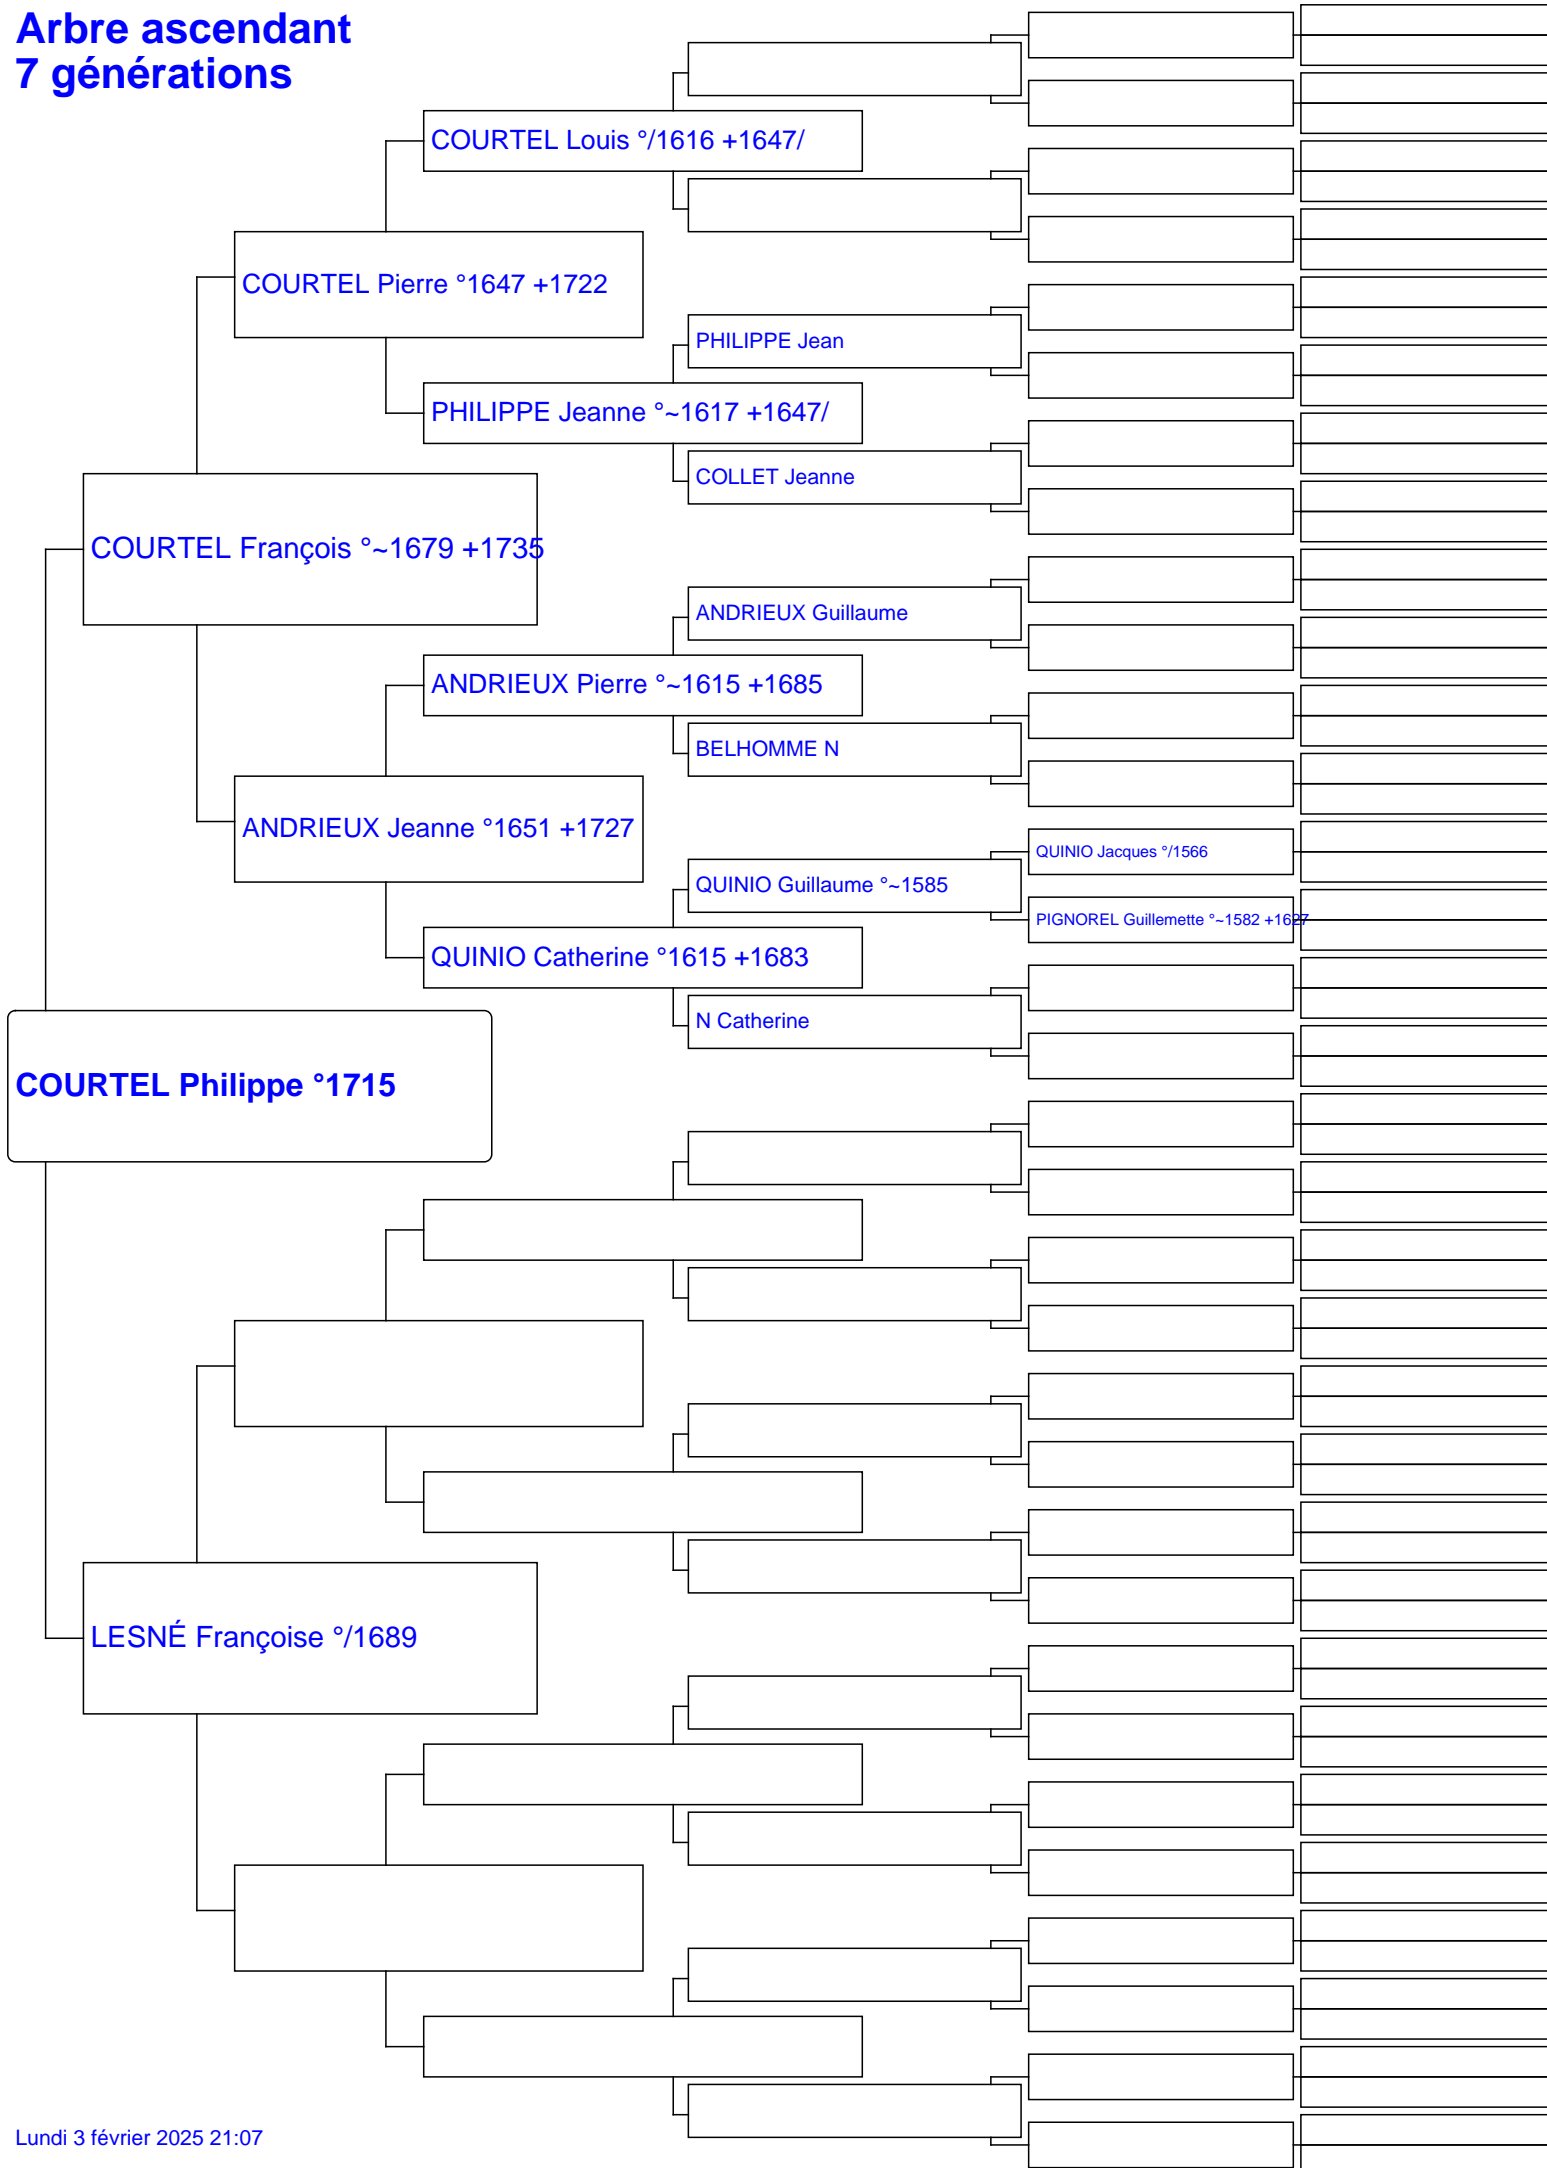 Arbre ascendant
7 générations
COURTEL Louis °/1616 +1647/
COURTEL Pierre °1647 +1722
PHILIPPE Jean
PHILIPPE Jeanne °~1617 +1647/
COLLET Jeanne
COURTEL François °~1679 +1735
ANDRIEUX Guillaume
ANDRIEUX Pierre °~1615 +1685
BELHOMME N
ANDRIEUX Jeanne °1651 +1727
QUINIO Jacques °/1566
QUINIO Guillaume °~1585
PIGNOREL Guillemette °~1582 +1627
QUINIO Catherine °1615 +1683
N Catherine
COURTEL Philippe °1715
LESNÉ Françoise °/1689
Lundi 3 février 2025 21:07